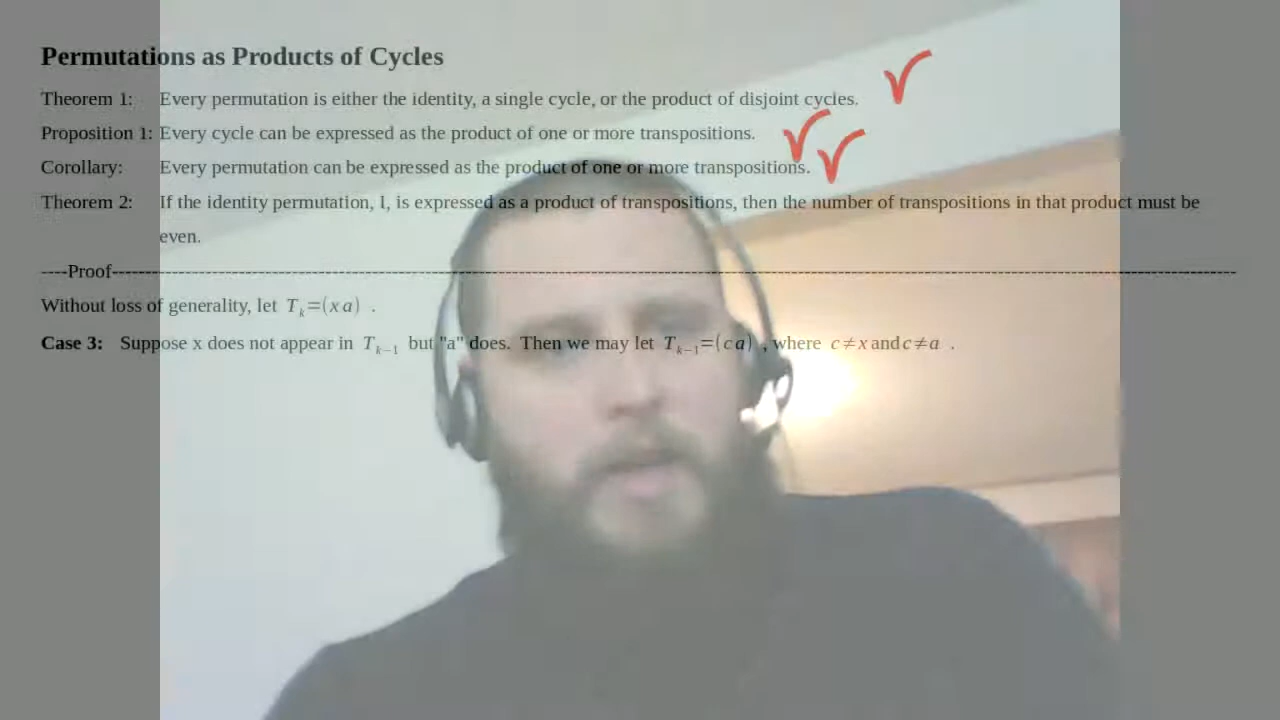 Permutations as Products of Cycles
Theorem 1: Every permutation is either the identity, a single cycle, or the product of disjoint cycles.
Proposition 1: Every cycle can be expressed as the product of one or more transpositions.
Corollary: Every permutation can be expressed as the product of one or more transpositions.
Theorem 2: If the identity permutation, I, is expressed as a product of transpositions, then the number of transpositions in that product must be
even.
----Proof----
Without loss of generality, let T_k=(x a) .
Case 3: Suppose x does not appear in T_{k−1} but "a" does. Then we may let T_{k−1}=(c a) , where c≠x and c≠a .